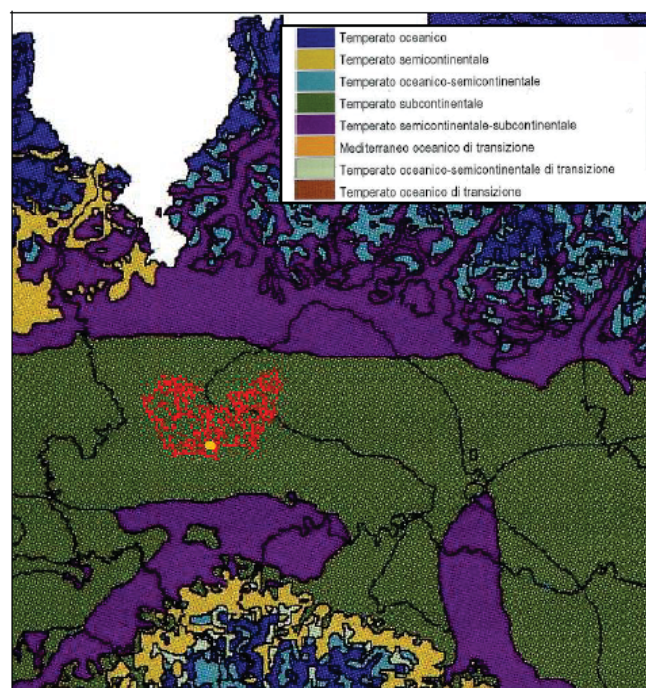 Temperato oceanico
Temperato semicontinentale
Temperato oceanico-semicontinentale
Temperato subcontinentale
Temperato semicontinentale-subcontinentale
Mediterraneo oceanico di transizione
Temperato oceanico-semicontinentale di transizione
Temperato oceanico di transizione